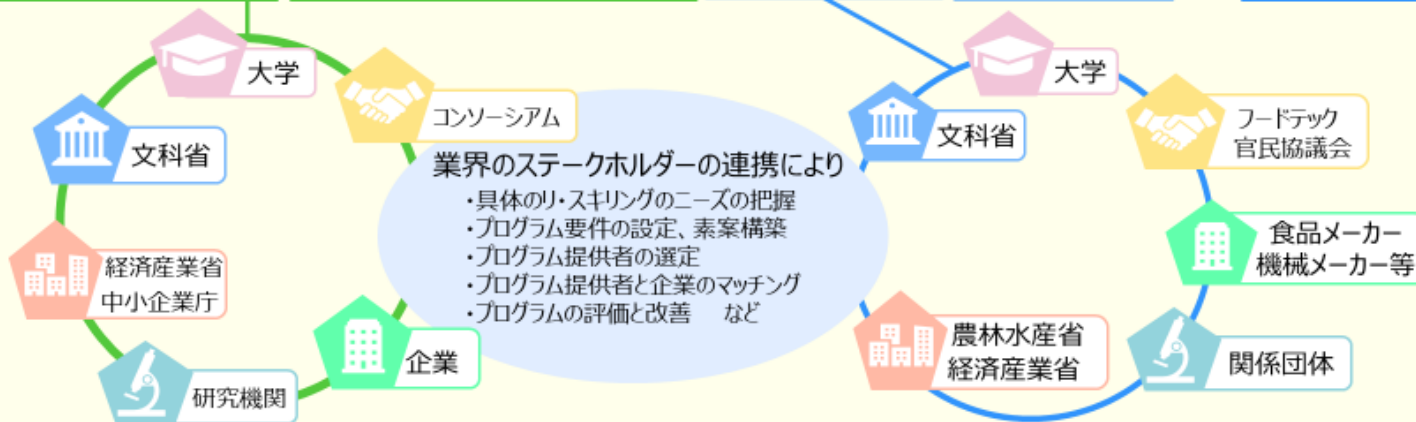 大学
コンソーシアム
文科省
経済産業省
中小企業庁
研究機関
企業
業界のステークホルダーの連携により
・具体のリ・スキリングのニーズの把握
・プログラム要件の設定、素案構築
・プログラム提供者の選定
・プログラム提供者と企業のマッチング
・プログラムの評価と改善　など
大学
文科省
フードテック
官民協議会
食品メーカー
機械メーカー等
農林水産省
経済産業省
関係団体